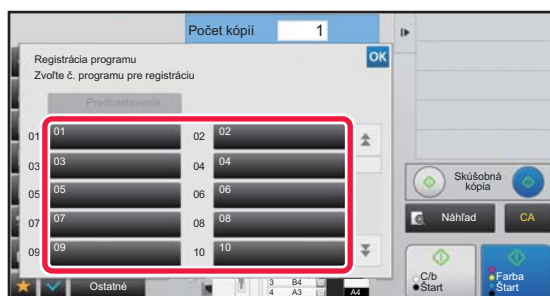 Počet kópií 1
Registrácia programu
OK
Zvoľte č. programu pre registráciu
Prednastavenie
01 01 02 02
03 03 04 04
05 05 06 06
07 07 08 08
09 09 10 10
Skúšobná
kópia
Náhľad CA
C/b
Štart
Farba
Štart
Ostatné
3 B4
4 A3
A4